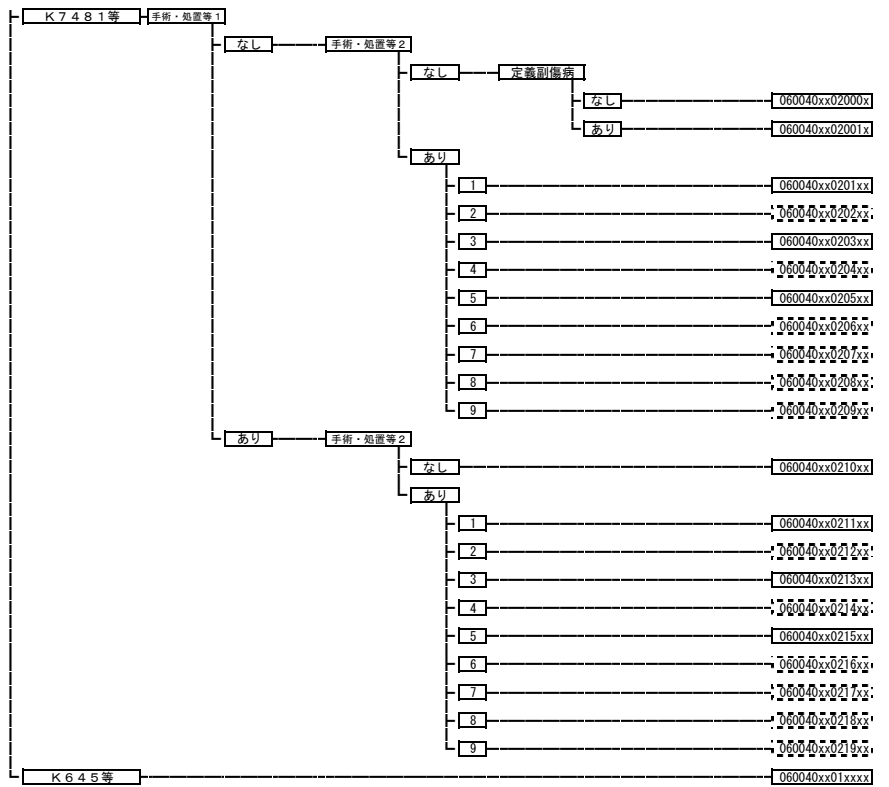 K7481等 手術・処置等1
なし 手術・処置等2
なし 定義副傷病
なし 060040xx02000x
あり 060040xx02001x
あり
1 060040xx0201xx
2 060040xx0202xx
3 060040xx0203xx
4 060040xx0204xx
5 060040xx0205xx
6 060040xx0206xx
7 060040xx0207xx
8 060040xx0208xx
9 060040xx0209xx
あり 手術・処置等2
なし 060040xx0210xx
あり
1 060040xx0211xx
2 060040xx0212xx
3 060040xx0213xx
4 060040xx0214xx
5 060040xx0215xx
6 060040xx0216xx
7 060040xx0217xx
8 060040xx0218xx
9 060040xx0219xx
K645等 060040xx01xxxx